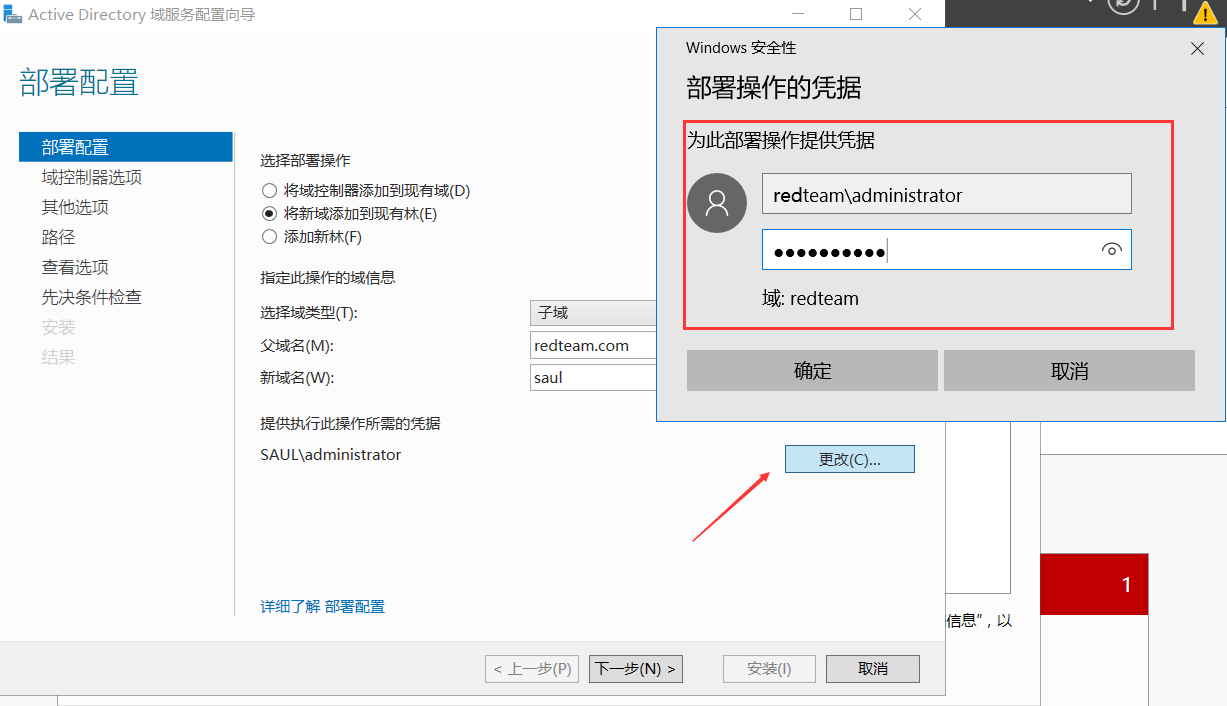 Active Directory 域服务配置向导
部署配置
部署配置
域控制器选项
其他选项
路径
查看选项
先决条件检查
安装
结果
选择部署操作
将域控制器添加到现有域(D)
将新域添加到现有林(E)
添加新林(F)
指定此操作的域信息
选择域类型(T):
子域
父域名(M):
redteam.com
新域名(W):
saul
提供执行此操作所需的凭据
SAUL\administrator
更改(C)...
详细了解 部署配置
< 上一步(P)
下一步(N) >
安装(I)
取消
Windows 安全性
部署操作的凭据
为此部署操作提供凭据
redteam\administrator
域: redteam
确定
取消
1
信息”，以